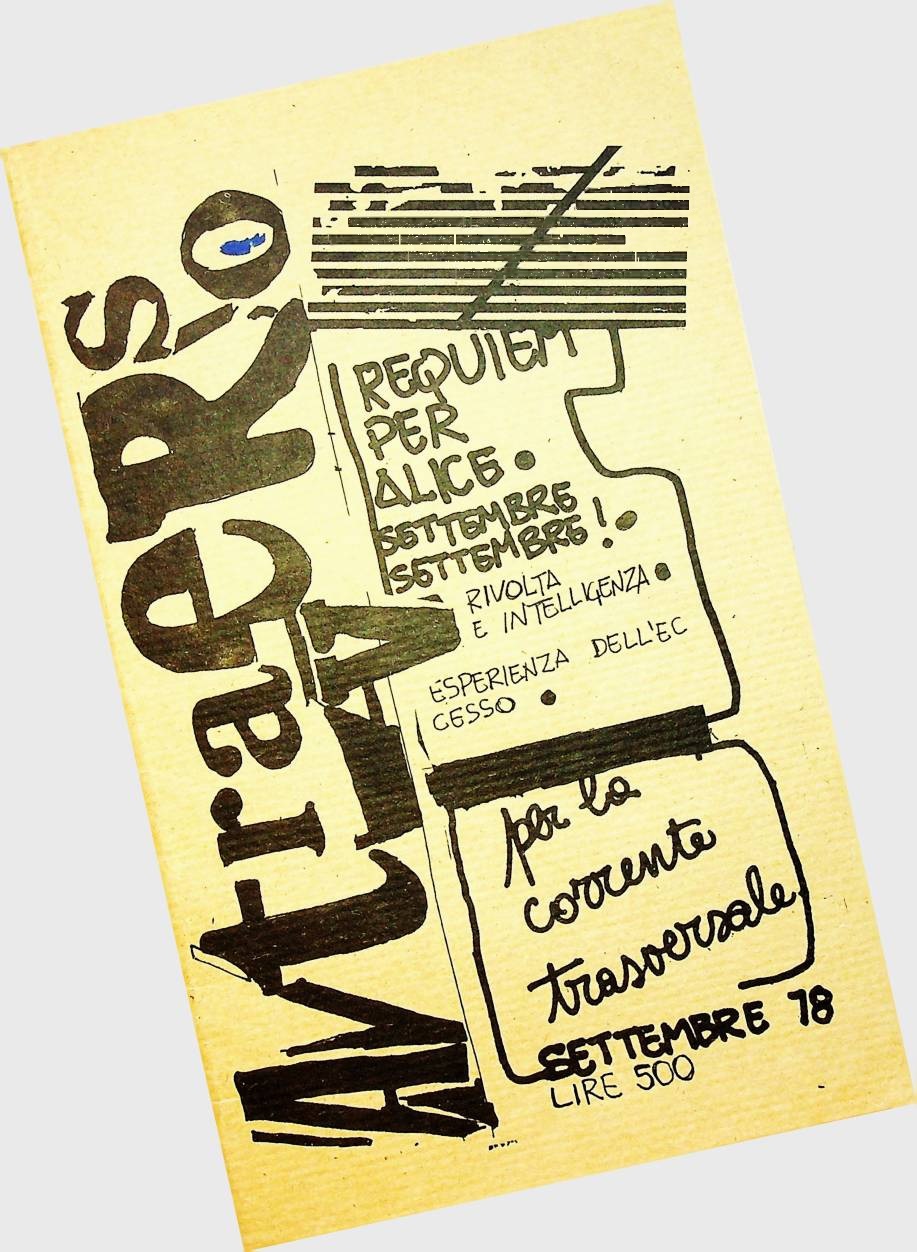 A/traVeRSO
REQUIEM
PER
ALICE •
SETTEMBRE
SETTEMBRE! •
RIVOLTA
E INTELLIGENZA •
ESPERIENZA DELL'EC
CESSO •
per la
corrente
trasversale
SETTEMBRE 78
LIRE 500